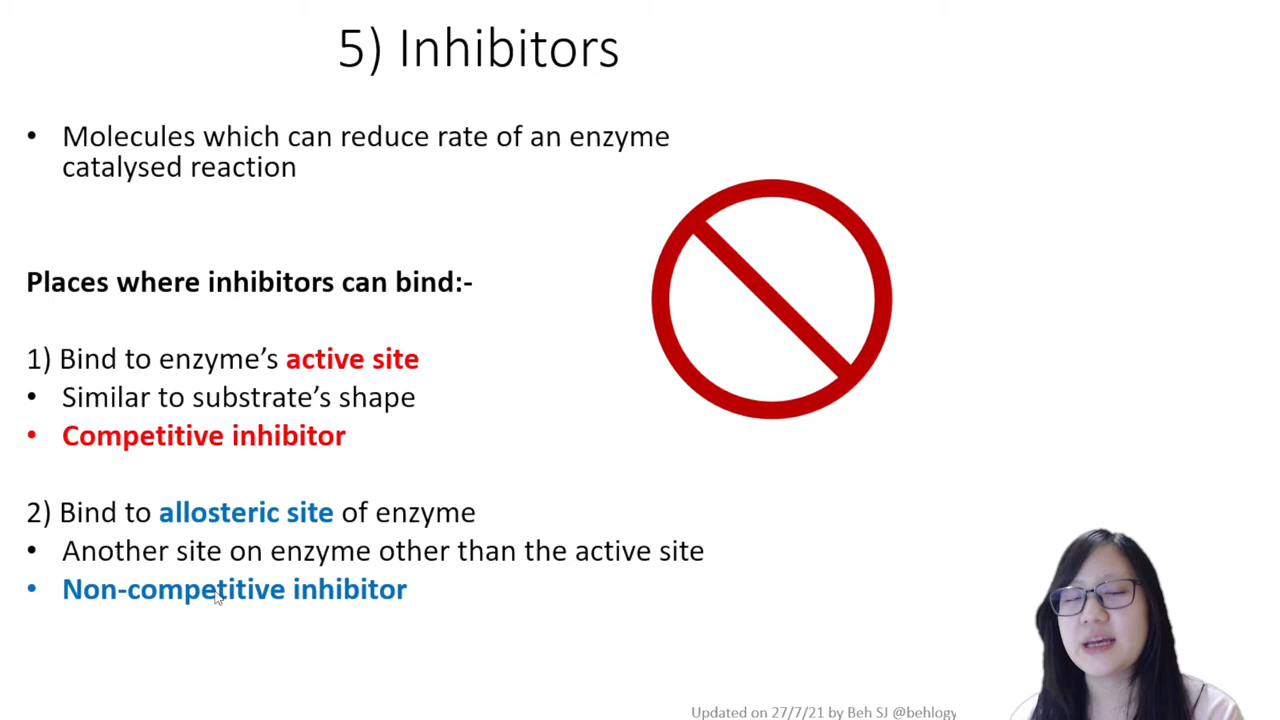 5) Inhibitors
• Molecules which can reduce rate of an enzyme
catalysed reaction
Places where inhibitors can bind:-
1) Bind to enzyme’s active site
• Similar to substrate’s shape
• Competitive inhibitor
2) Bind to allosteric site of enzyme
• Another site on enzyme other than the active site
• Non-competitive inhibitor
Updated on 27/7/21 by Beh SJ @behlogy